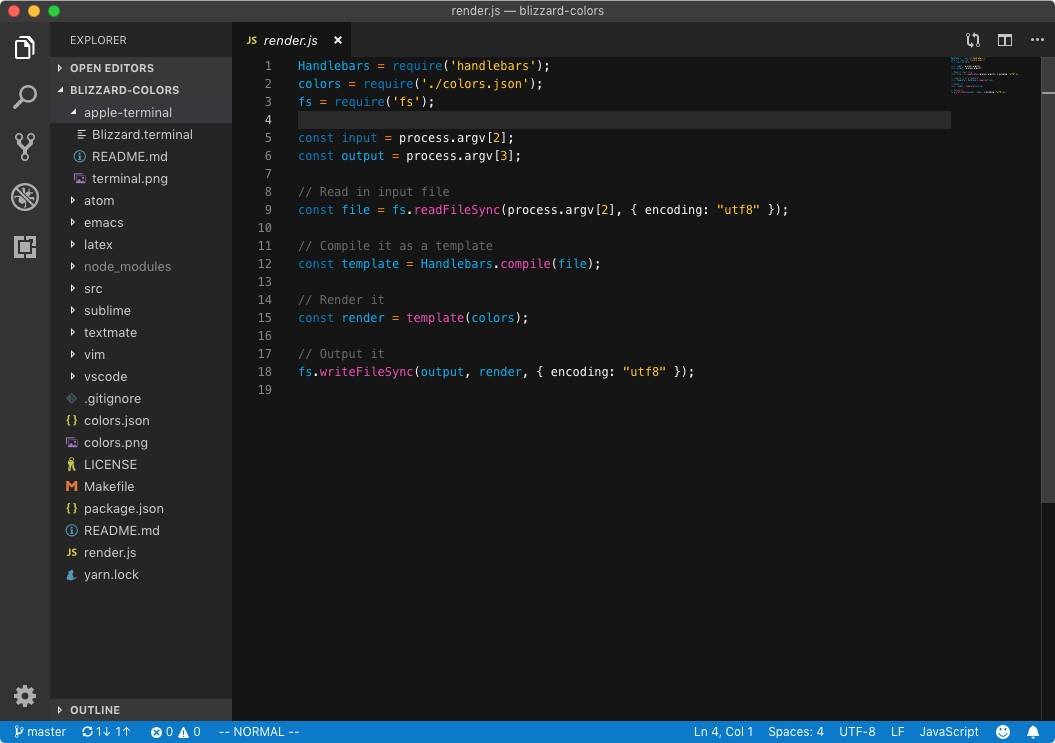 render.js — blizzard-colors
EXPLORER
OPEN EDITORS
BLIZZARD-COLORS
apple-terminal
Blizzard.terminal
README.md
terminal.png
atom
emacs
latex
node_modules
src
sublime
textmate
vim
vscode
.gitignore
colors.json
colors.png
LICENSE
Makefile
package.json
README.md
JS render.js
yarn.lock
OUTLINE
JS render.js ×
1 Handlebars = require('handlebars');
2 colors = require('./colors.json');
3 fs = require('fs');
4
5 const input = process.argv[2];
6 const output = process.argv[3];
7
8 // Read in input file
9 const file = fs.readFileSync(process.argv[2], { encoding: "utf8" });
10
11 // Compile it as a template
12 const template = Handlebars.compile(file);
13
14 // Render it
15 const render = template(colors);
16
17 // Output it
18 fs.writeFileSync(output, render, { encoding: "utf8" });
19
master 1↓ 1↑ 0 0 -- NORMAL -- Ln 4, Col 1 Spaces: 4 UTF-8 LF JavaScript